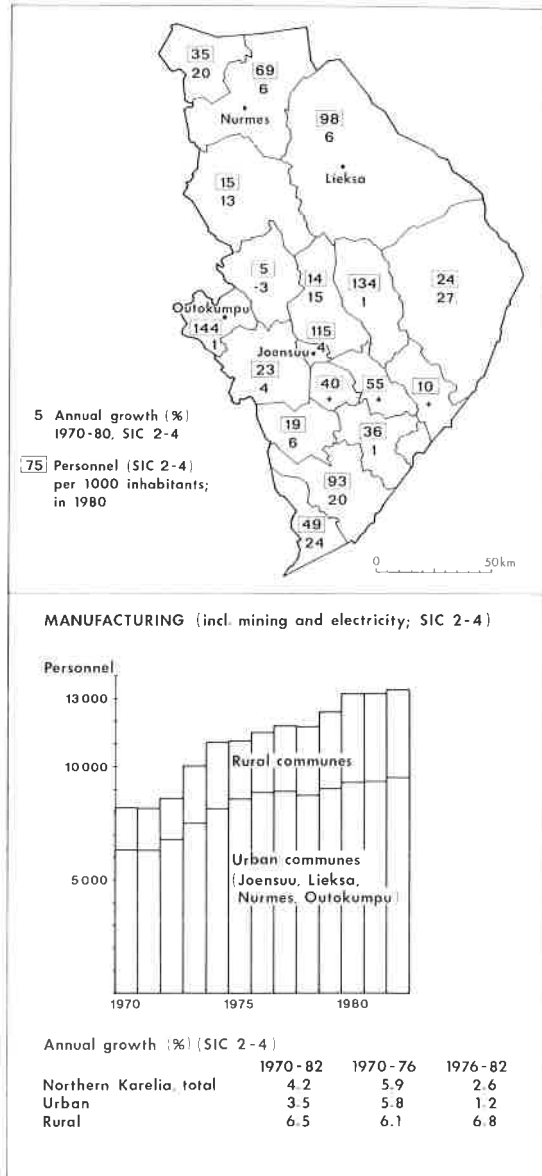 35
20
69
6
Nurmes
98
6
Lieksa
15
13
5
-3
14
15
134
1
24
27
Outokumpu
144
1
115
4
Joensuu
23
4
40
+
55
+
10
+
19
6
36
1
93
20
49
24
5 Annual growth (%)
1970-80, SIC 2-4
75 Personnel (SIC 2-4)
per 1000 inhabitants;
in 1980
0 50km
MANUFACTURING (incl. mining and electricity; SIC 2-4)
Personnel
13000
10000
5000
Rural communes
Urban communes
(Joensuu, Lieksa,
Nurmes, Outokumpu)
1970 1975 1980
Annual growth (%) (SIC 2-4)
1970-82 1970-76 1976-82
Northern Karelia, total 4.2 5.9 2.6
Urban 3.5 5.8 1.2
Rural 6.5 6.1 6.8